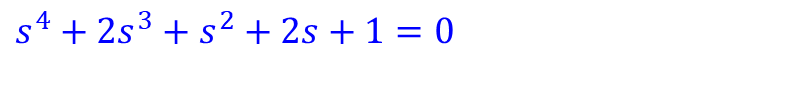 s⁴ + 2s³ + s² + 2s + 1 = 0